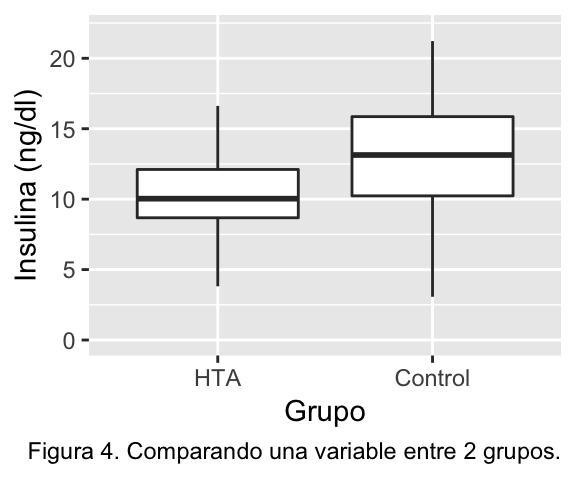 Insulina (ng/dl)
20
15
10
5
0
HTA Control
Grupo
Figura 4. Comparando una variable entre 2 grupos.